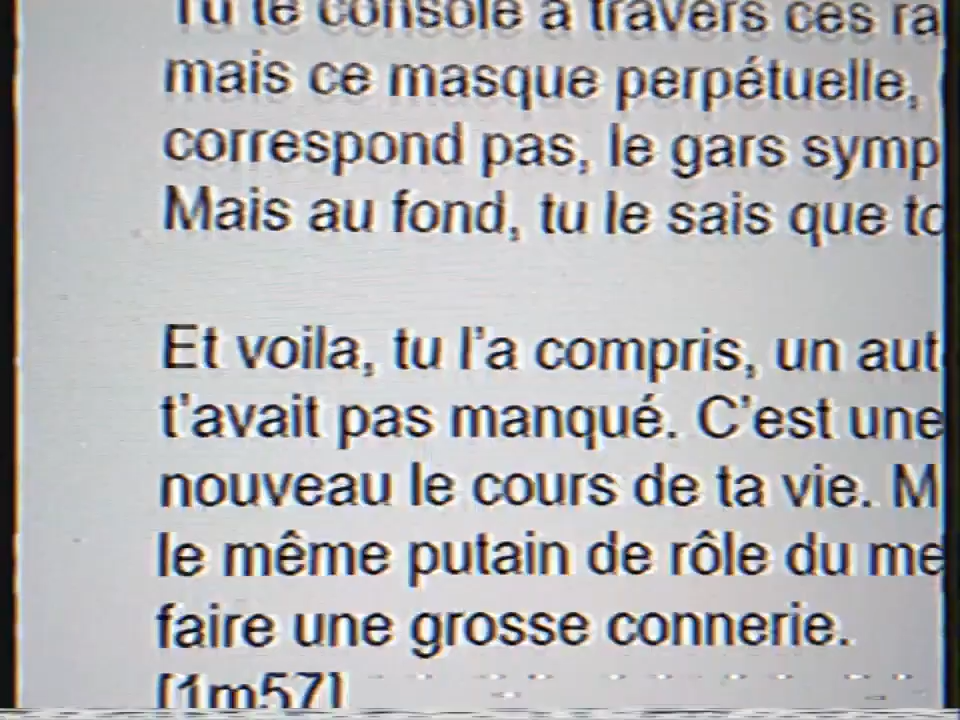 Tu le console à travers ces ra
mais ce masque perpétuelle,
correspond pas, le gars symp
Mais au fond, tu le sais que to
Et voila, tu l'a compris, un aut
t'avait pas manqué. C'est une
nouveau le cours de ta vie. M
le même putain de rôle du me
faire une grosse connerie.
[1m57]